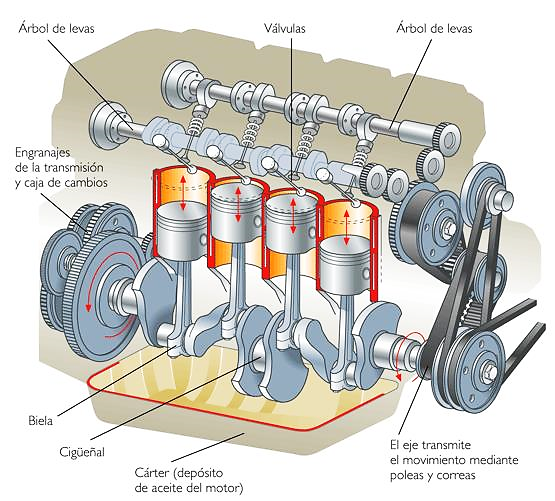 Árbol de levas
Válvulas
Árbol de levas
Engranajes
de la transmisión
y caja de cambios
Biela
Cigüeñal
Cárter (depósito
de aceite del motor)
El eje transmite
el movimiento mediante
poleas y correas